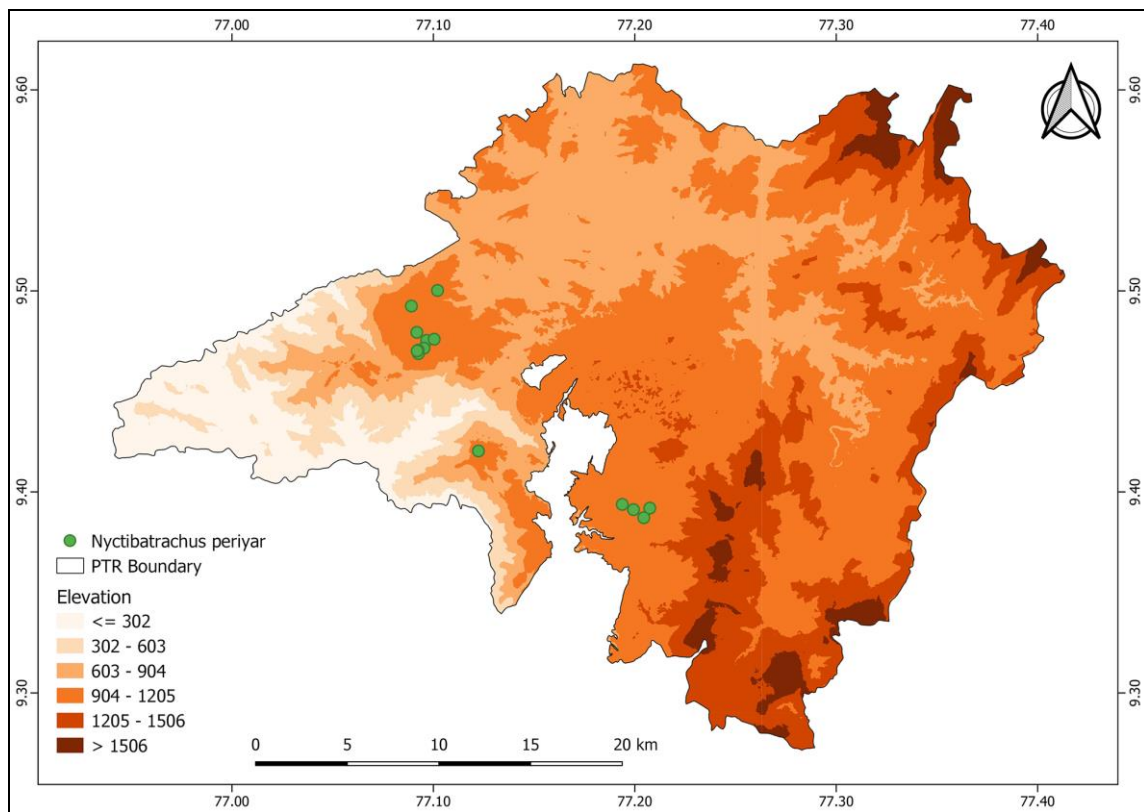 77.00 77.10 77.20 77.30 77.40
9.60 9.60
9.50 9.50
9.40 9.40
Nyctibatrachus periyar
PTR Boundary
Elevation
<= 302
302 - 603
603 - 904
904 - 1205
9.30 9.30
1205 - 1506
> 1506
0 5 10 15 20 km
77.00 77.10 77.20 77.30 77.40